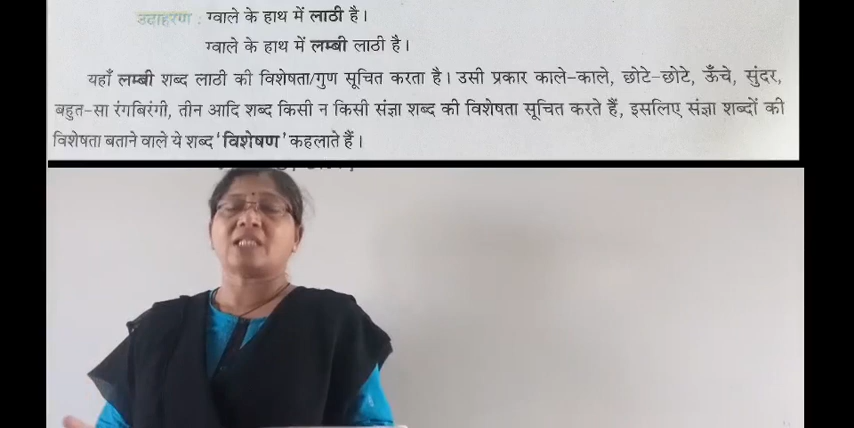 उदाहरण : ग्वाले के हाथ में लाठी है।
ग्वाले के हाथ में लम्बी लाठी है।
यहाँ लम्बी शब्द लाठी की विशेषता/गुण सूचित करता है। उसी प्रकार काले-काले, छोटे-छोटे, ऊँचे, सुंदर,
बहुत-सा रंगबिरंगी, तीन आदि शब्द किसी न किसी संज्ञा शब्द की विशेषता सूचित करते हैं, इसलिए संज्ञा शब्दों की
विशेषता बताने वाले ये शब्द 'विशेषण' कहलाते हैं।